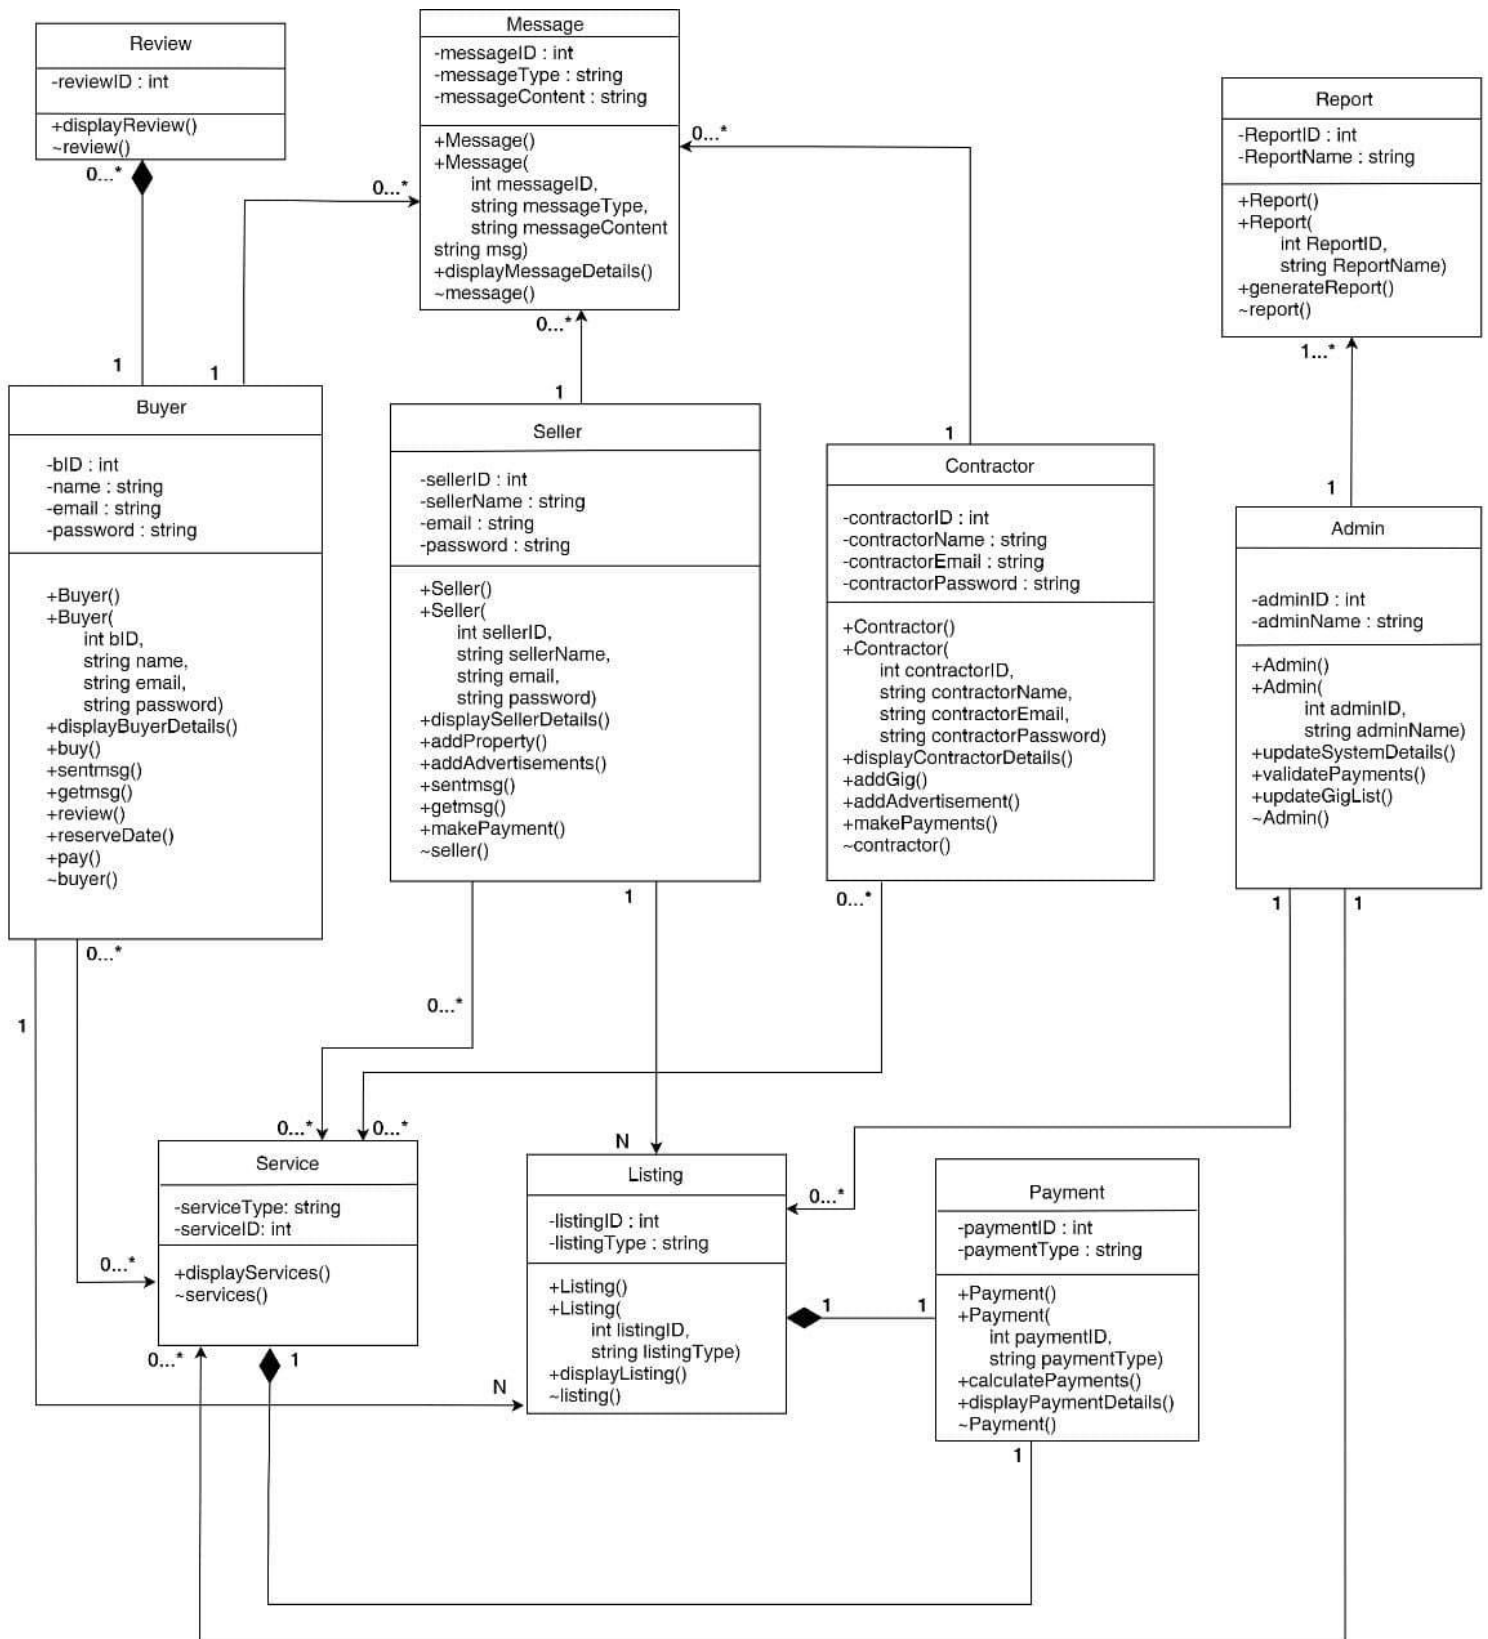 Review
-reviewID : int
+displayReview()
~review()
0...*
1
Message
-messageID : int
-messageType : string
-messageContent : string
+Message()
+Message(
int messageID,
string messageType,
string messageContent
string msg)
+displayMessageDetails()
~message()
0...*
0...*
0...*
1
1
1
Report
-ReportID : int
-ReportName : string
+Report()
+Report(
int ReportID,
string ReportName)
+generateReport()
~report()
1...*
1
Buyer
-bID : int
-name : string
-email : string
-password : string
+Buyer()
+Buyer(
int bID,
string name,
string email,
string password)
+displayBuyerDetails()
+buy()
+sentmsg()
+getmsg()
+review()
+reserveDate()
+pay()
~buyer()
0...*
1
Seller
-sellerID : int
-sellerName : string
-email : string
-password : string
+Seller()
+Seller(
int sellerID,
string sellerName,
string email,
string password)
+displaySellerDetails()
+addProperty()
+addAdvertisements()
+sentmsg()
+getmsg()
+makePayment()
~seller()
1
0...*
Contractor
-contractorID : int
-contractorName : string
-contractorEmail : string
-contractorPassword : string
+Contractor()
+Contractor(
int contractorID,
string contractorName,
string contractorEmail,
string contractorPassword)
+displayContractorDetails()
+addGig()
+addAdvertisement()
+makePayments()
~contractor()
0...*
Admin
-adminID : int
-adminName : string
+Admin()
+Admin(
int adminID,
string adminName)
+updateSystemDetails()
+validatePayments()
+updateGigList()
~Admin()
1
1
0...*
0...*
Service
-serviceType: string
-serviceID: int
+displayServices()
~services()
0...*
0...*
1
N
Listing
-listingID : int
-listingType : string
+Listing()
+Listing(
int listingID,
string listingType)
+displayListing()
~listing()
0...*
N
1
1
Payment
-paymentID : int
-paymentType : string
+Payment()
+Payment(
int paymentID,
string paymentType)
+calculatePayments()
+displayPaymentDetails()
~Payment()
1